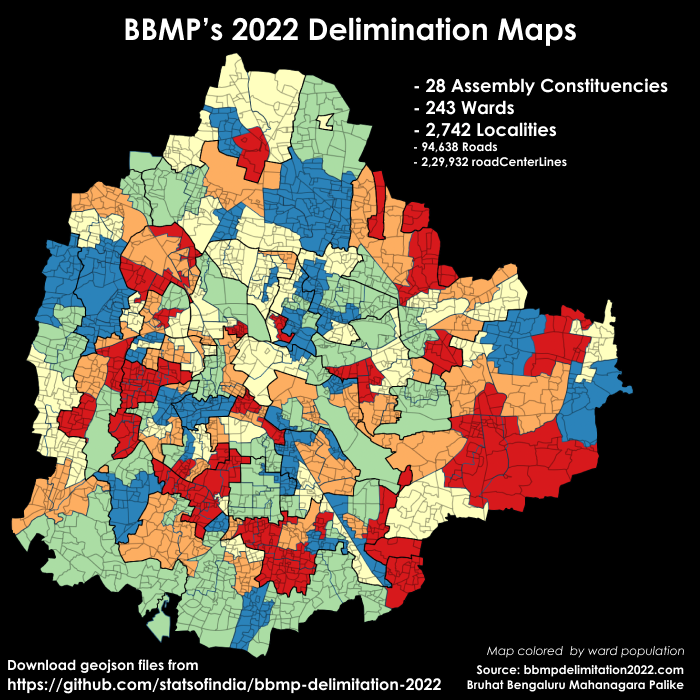 BBMP's 2022 Delimination Maps
- 28 Assembly Constituencies
- 243 Wards
- 2,742 Localities
- 94,638 Roads
- 2,29,932 roadCenterLines
Map colored by ward population
Download geojson files from
Source: bbmpdelimitation2022.com
https://github.com/statsofindia/bbmp-delimitation-2022
Bruhat Bengaluru Mahanagara Palike